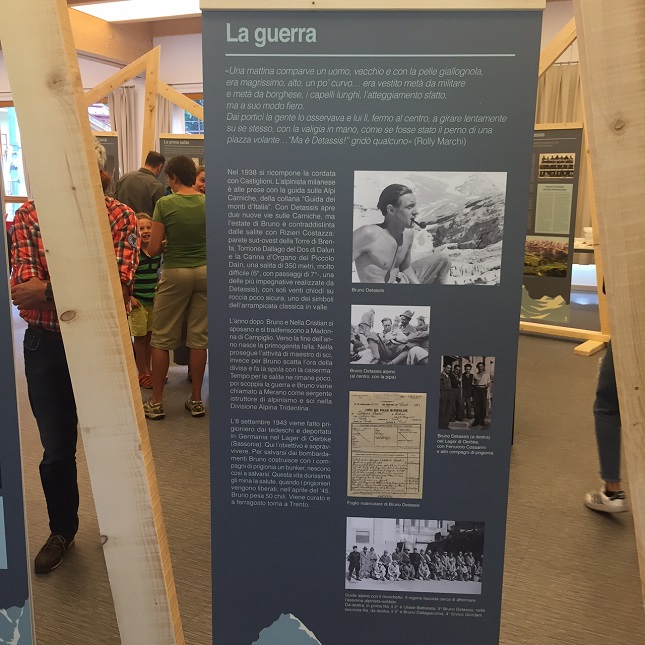 La guerra
«Una mattina comparve un uomo, vecchio e con la pelle giallognola,
era magrissimo, alto, un po' curvo… era vestito metà da militare
e metà da borghese, i capelli lunghi, l'atteggiamento sfatto,
ma a suo modo fiero.
Dai portici la gente lo osservava e lui lì, fermo al centro, a girare lentamente
su se stesso, con la valigia in mano, come se fosse stato il perno di una
piazza volante… "Ma è Detassis!" gridò qualcuno» (Rolly Marchi)
Nel 1938 si ricompone la cordata
con Castiglioni. L'alpinista milanese
è alle prese con la guida sulle Alpi
Carniche, della collana "Guida dei
monti d'Italia". Con Detassis apre
due nuove vie sulle Carniche, ma
l'estate di Bruno è contraddistinta
dalle salite con Rizieri Costazza:
parete sud-ovest della Torre di Bren-
ta, Torrione Dallago del Dos di Dalun
e la Canna d'Organo del Piccolo
Dain, una salita di 350 metri, molto
difficile (6°, con passaggi di 7°- una
delle più impegnative realizzate da
Detassis), con soli venti chiodi su
roccia poco sicura, uno dei simboli
dell'arrampicata classica in valle.
L'anno dopo Bruno e Nella Cristian si
sposano e si trasferiscono a Madon-
na di Campiglio. Verso la fine dell'an-
no nasce la primogenita Ialla. Nella
prosegue l'attività di maestro di sci,
invece per Bruno scatta l'ora della
divisa e fa la spola con la caserma.
Tempo per le salite ne rimane poco,
poi scoppia la guerra e Bruno viene
chiamato a Merano come sergente
istruttore di alpinismo e sci nella
Divisione Alpina Tridentina.
L'8 settembre 1943 viene fatto pri-
gioniero dai tedeschi e deportato
in Germania nel Lager di Oerbke
(Sassonia). Qui l'obiettivo è soprav-
vivere. Per salvarsi dai bombarda-
menti Bruno costruisce con i com-
pagni di prigionia un bunker, riescono
così a salvarsi. Questa vita durissima
gli mina la salute, quando i prigionieri
vengono liberati, nell'aprile del '45,
Bruno pesa 50 chili. Viene curato e
a ferragosto torna a Trento.
Bruno Detassis
Bruno Detassis alpino
(al centro, con la pipa)
Bruno Detassis (a destra)
nel Lager di Oerbke,
con Ferruccio
e altri compagni di prigionia
Foglio matricolare di Bruno Detassis